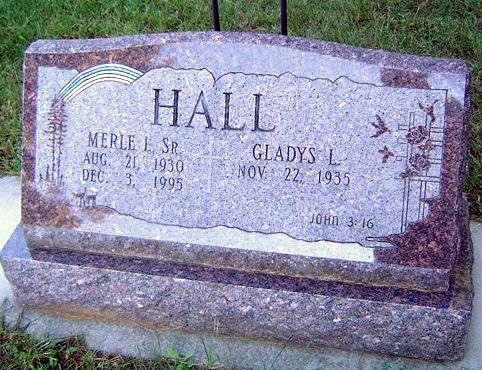 HALL
MERLE I. SR.
AUG. 21, 1930
DEC. 3, 1995
GLADYS L.
NOV. 22, 1935
JOHN 3-16